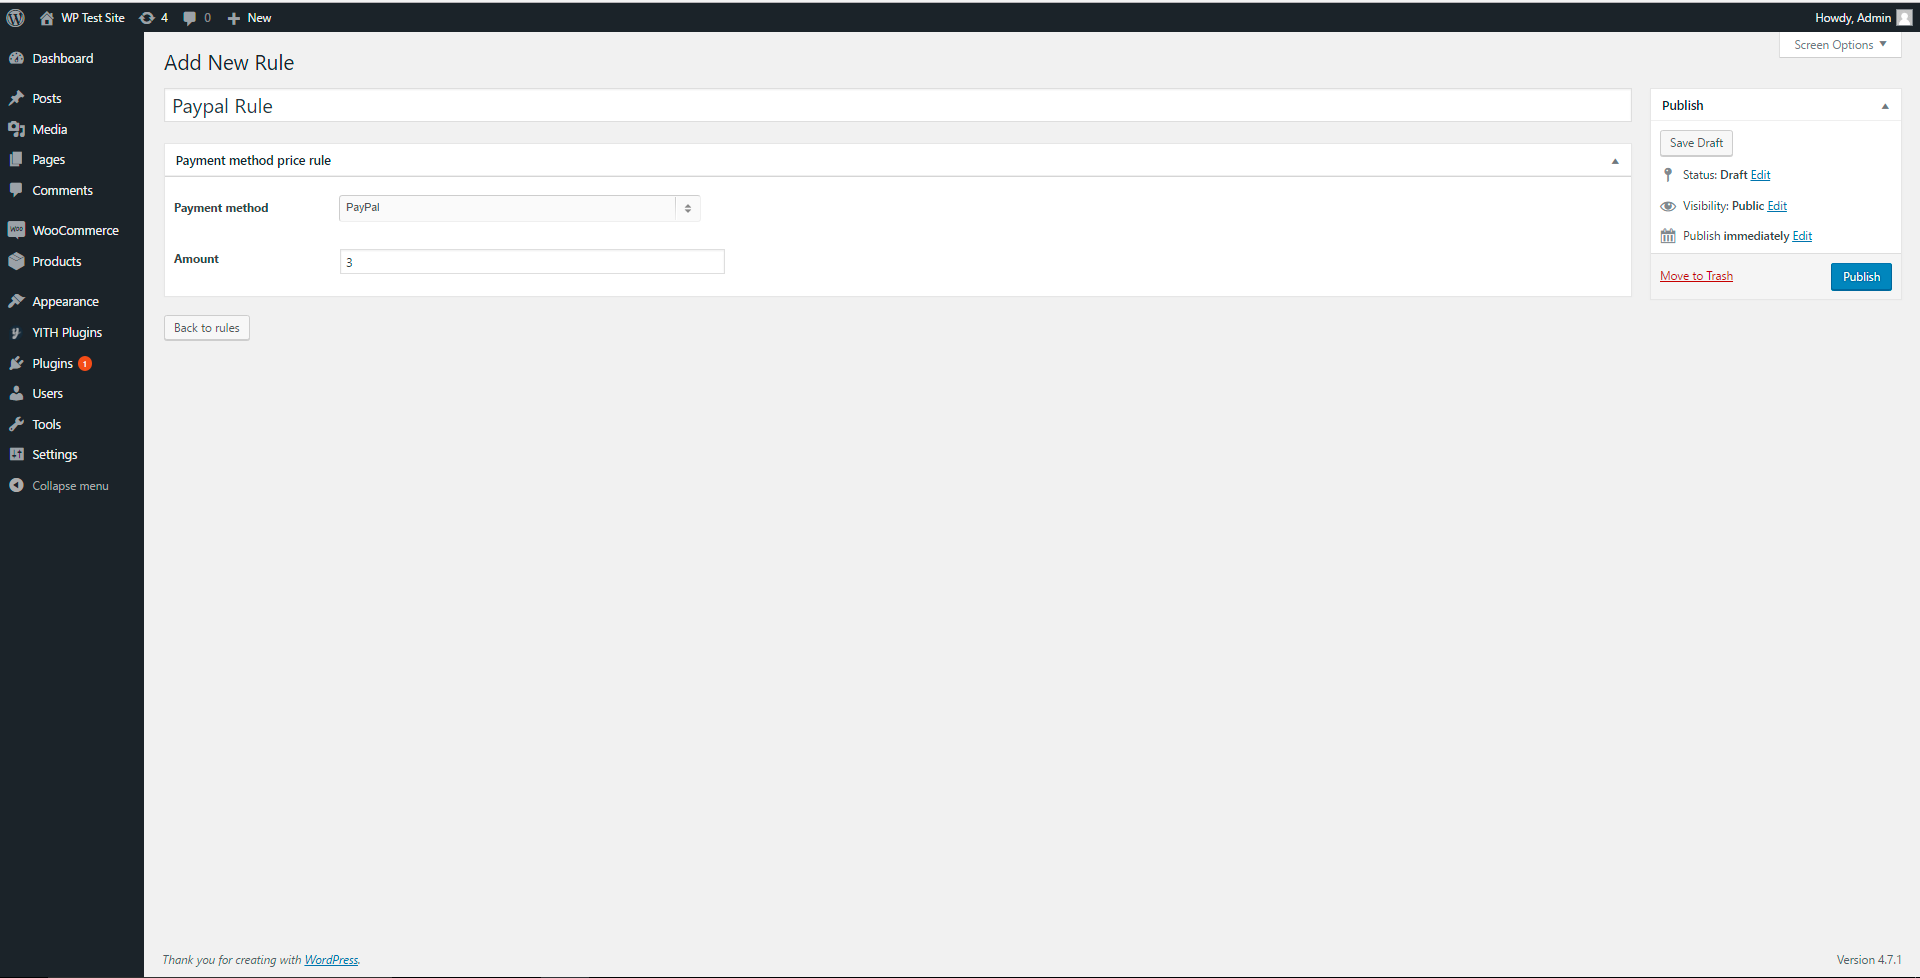 WP Test Site 4 0 New Howdy, Admin
Screen Options
Dashboard
Posts
Media
Pages
Comments
WooCommerce
Products
Appearance
YITH Plugins
Plugins 1
Users
Tools
Settings
Collapse menu
Add New Rule
Paypal Rule
Payment method price rule
Payment method PayPal
Amount 3
Back to rules
Publish
Save Draft
Status: Draft Edit
Visibility: Public Edit
Publish immediately Edit
Move to Trash Publish
Thank you for creating with WordPress. Version 4.7.1